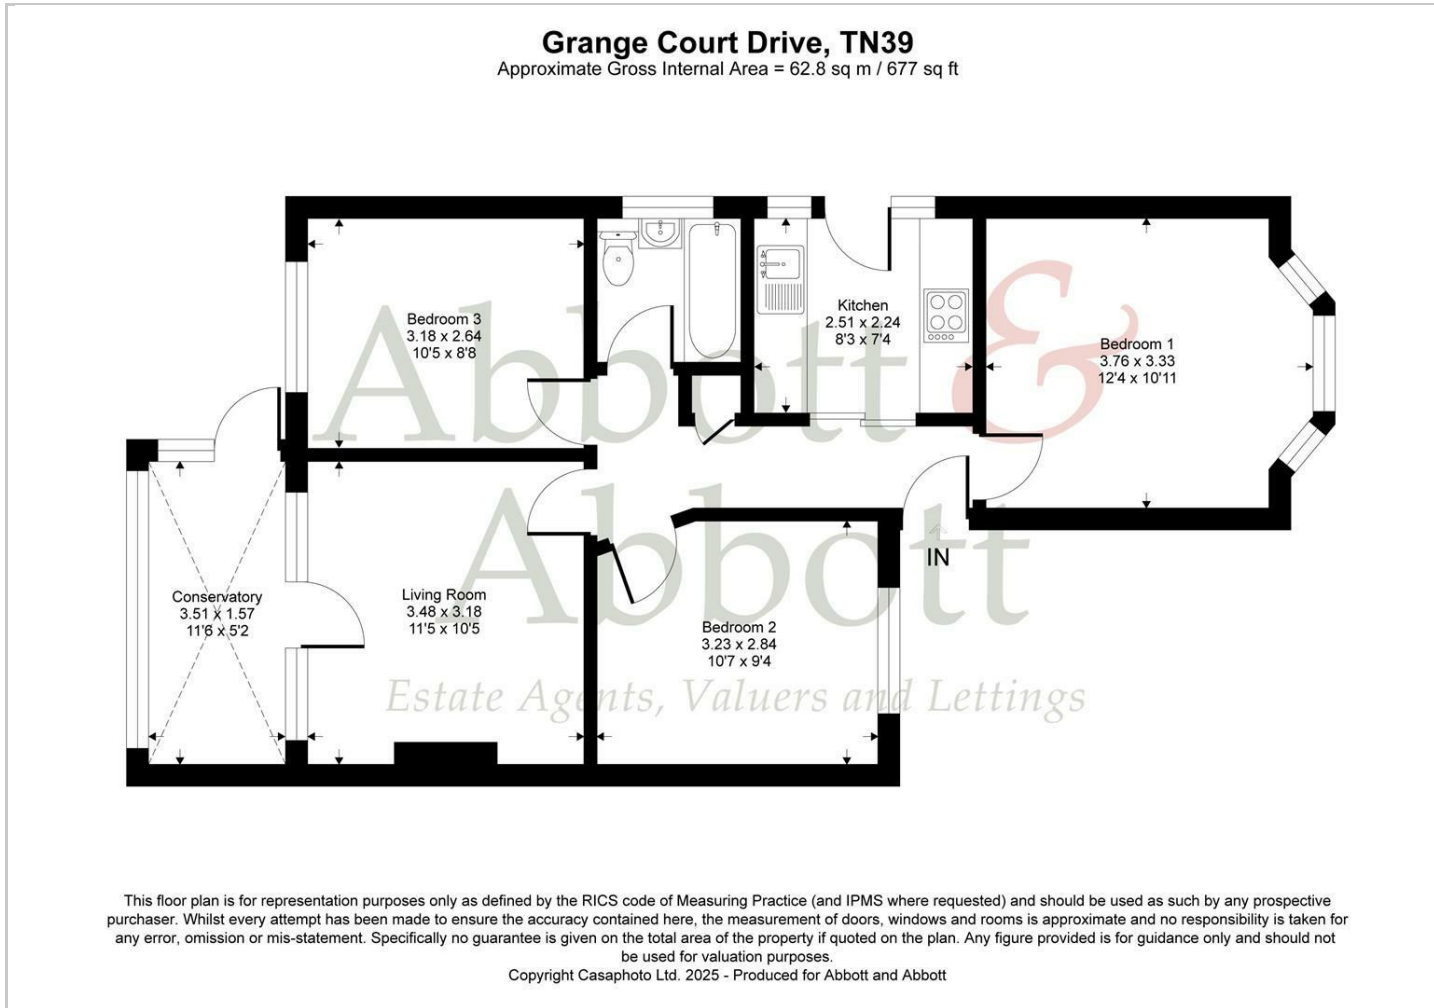 Grange Court Drive, TN39
Approximate Gross Internal Area = 62.8 sq m / 677 sq ft
Bedroom 3
3.18 x 2.64
10'5 x 8'8
Kitchen
2.51 x 2.24
8'3 x 7'4
Bedroom 1
3.76 x 3.33
12'4 x 10'11
Abbott &
Abbott
IN
Conservatory
3.51 x 1.57
11'6 x 5'2
Living Room
3.48 x 3.18
11'5 x 10'5
Bedroom 2
3.23 x 2.84
10'7 x 9'4
Estate Agents, Valuers and Lettings
This floor plan is for representation purposes only as defined by the RICS code of Measuring Practice (and IPMS where requested) and should be used as such by any prospective
purchaser. Whilst every attempt has been made to ensure the accuracy contained here, the measurement of doors, windows and rooms is approximate and no responsibility is taken for
any error, omission or mis-statement. Specifically no guarantee is given on the total area of the property if quoted on the plan. Any figure provided is for guidance only and should not
be used for valuation purposes.
Copyright Casaphoto Ltd. 2025 - Produced for Abbott and Abbott